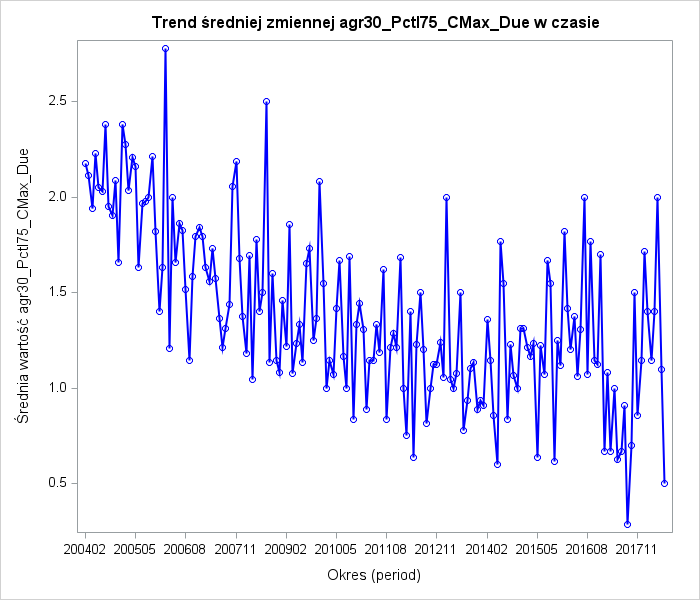 Trend średniej zmiennej agr30_Pctl75_CMax_Due w czasie
Średnia wartość agr30_Pctl75_CMax_Due
2.5
2.0
1.5
1.0
0.5
200402 200505 200608 200711 200902 201005 201108 201211 201402 201505 201608 201711
Okres (period)